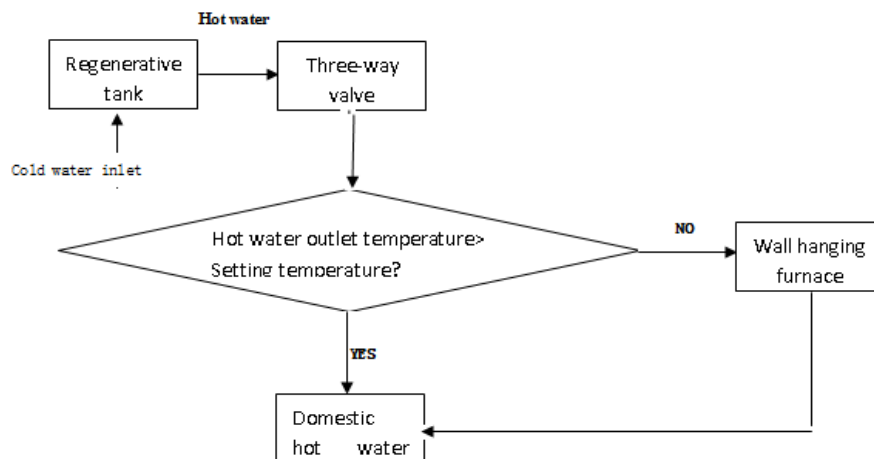 Hot water
Regenerative
tank
Three-way
valve
Cold water inlet
Hot water outlet temperature>
Setting temperature?
NO
Wall hanging
furnace
YES
Domestic
hot water